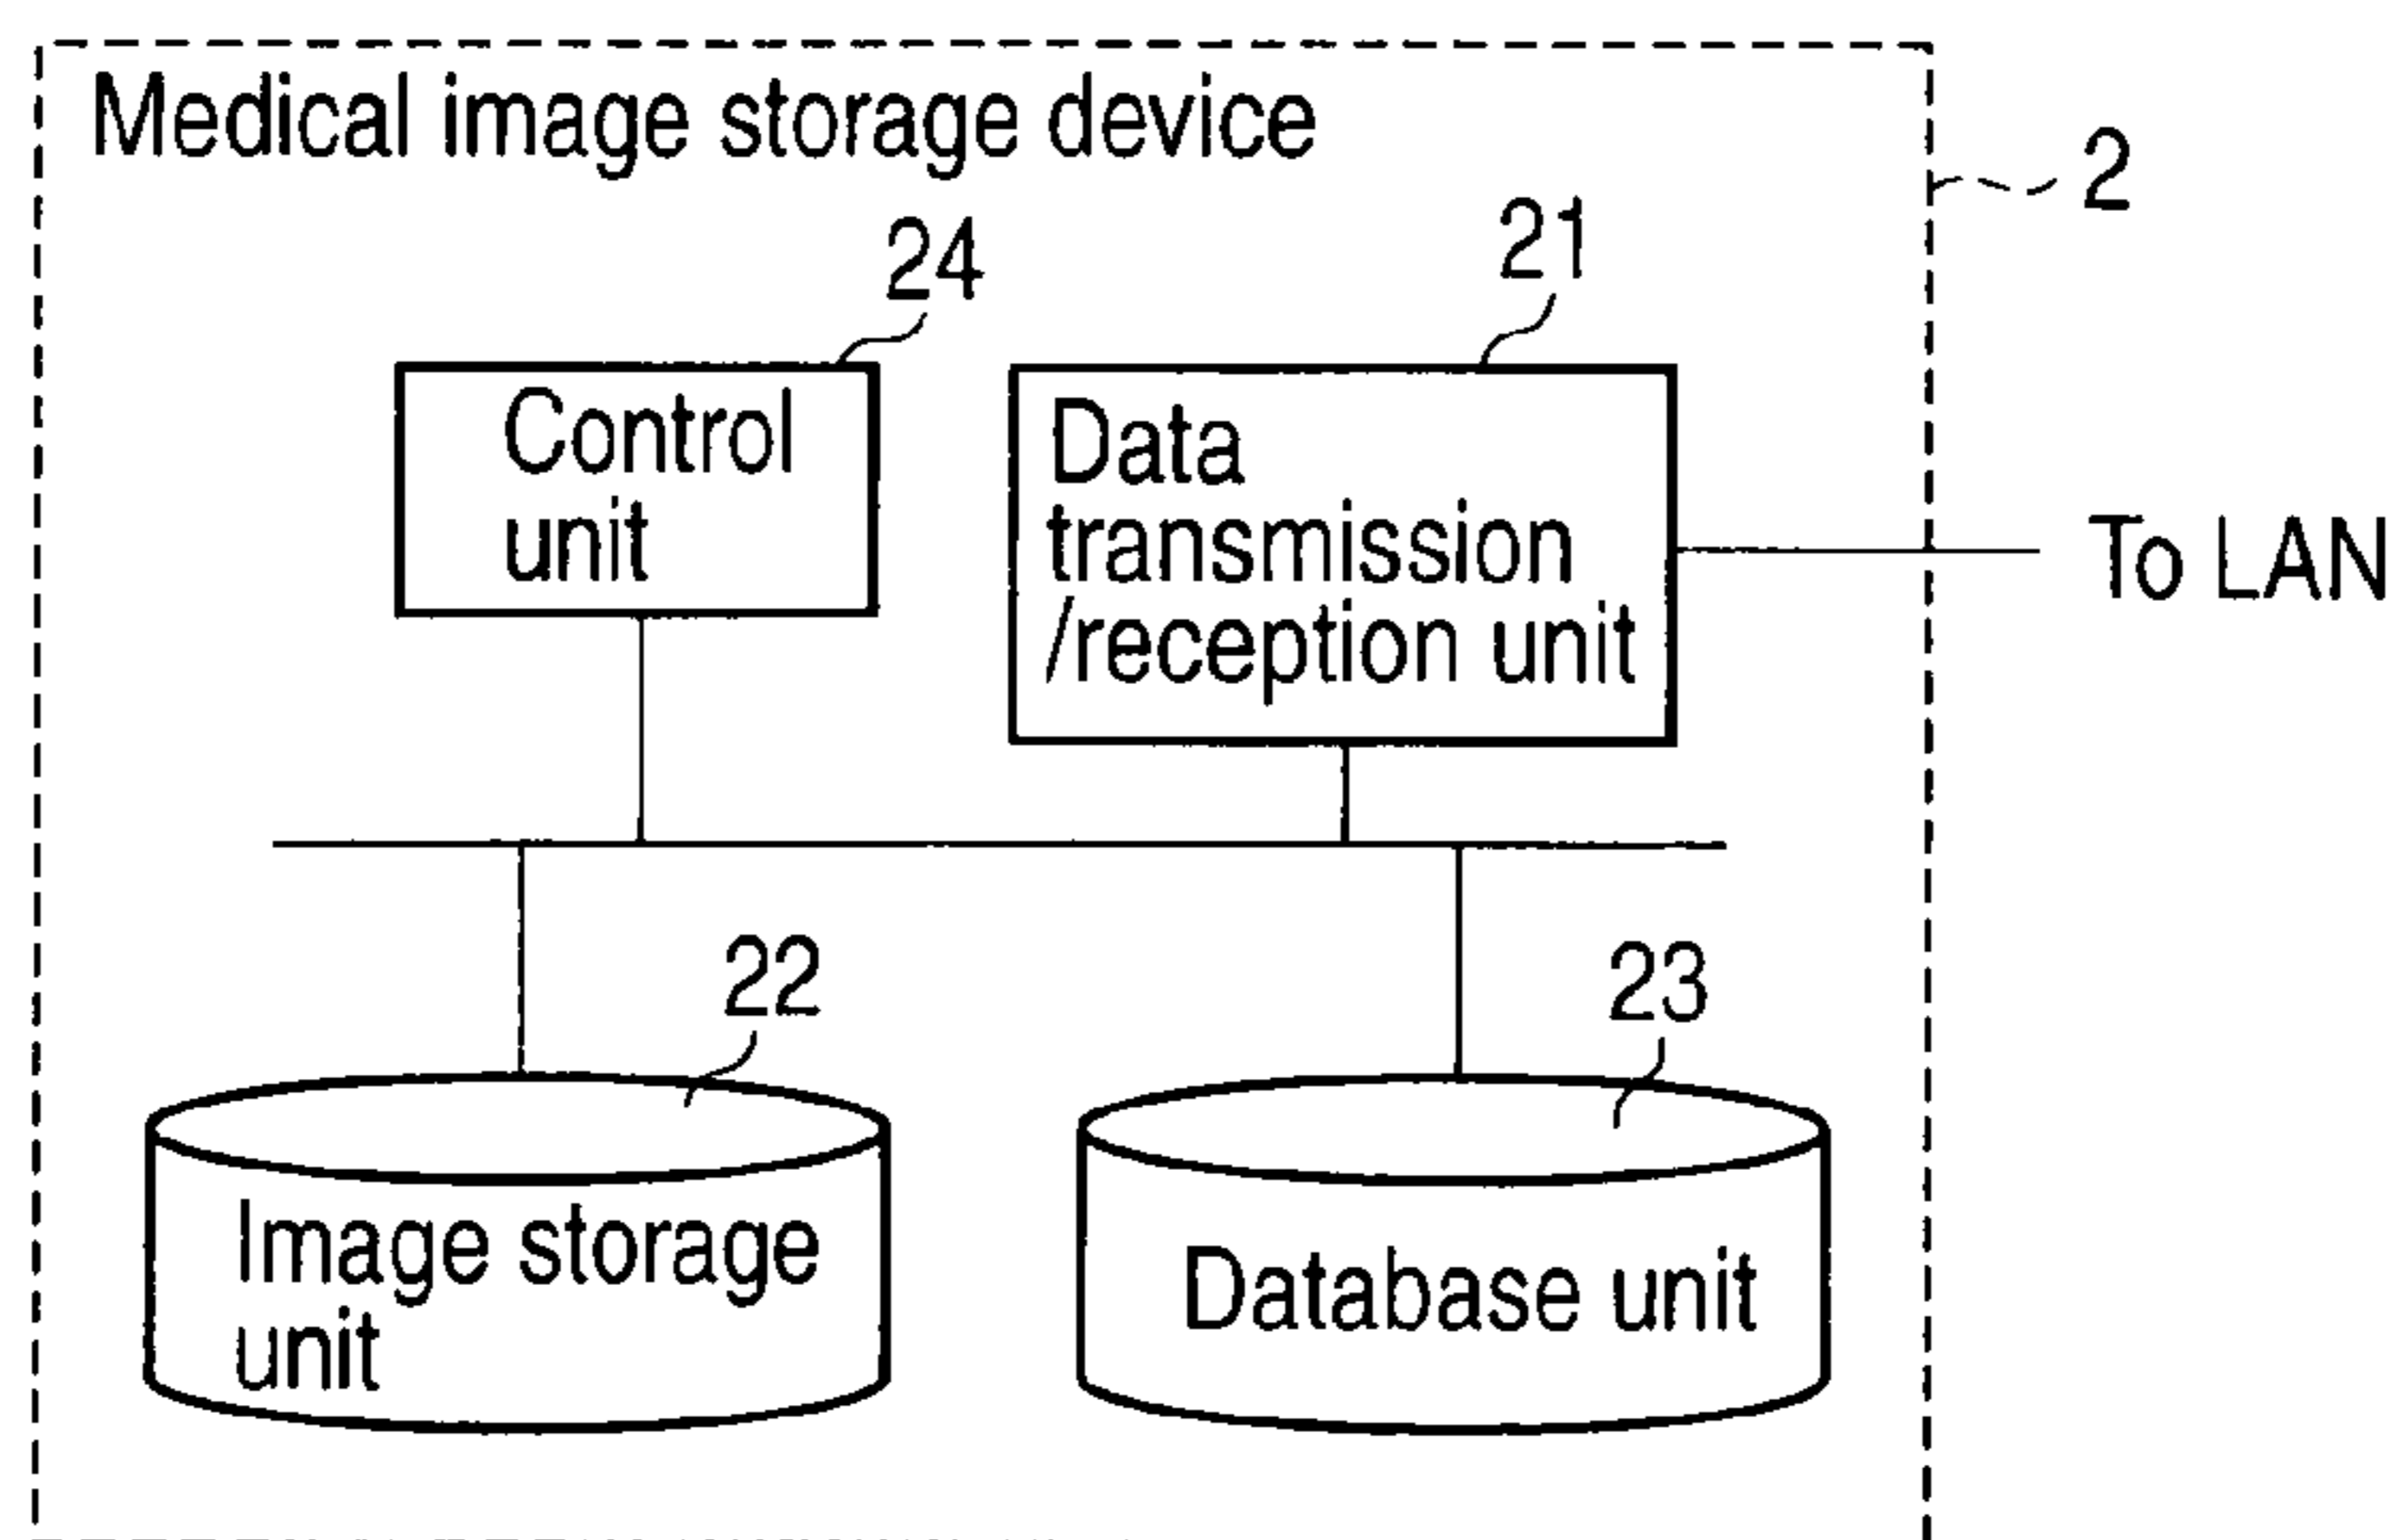 Medical image storage device
2
24
21
Control
unit
Data
transmission
/reception unit
To LAN
22
23
Image storage
unit
Database unit